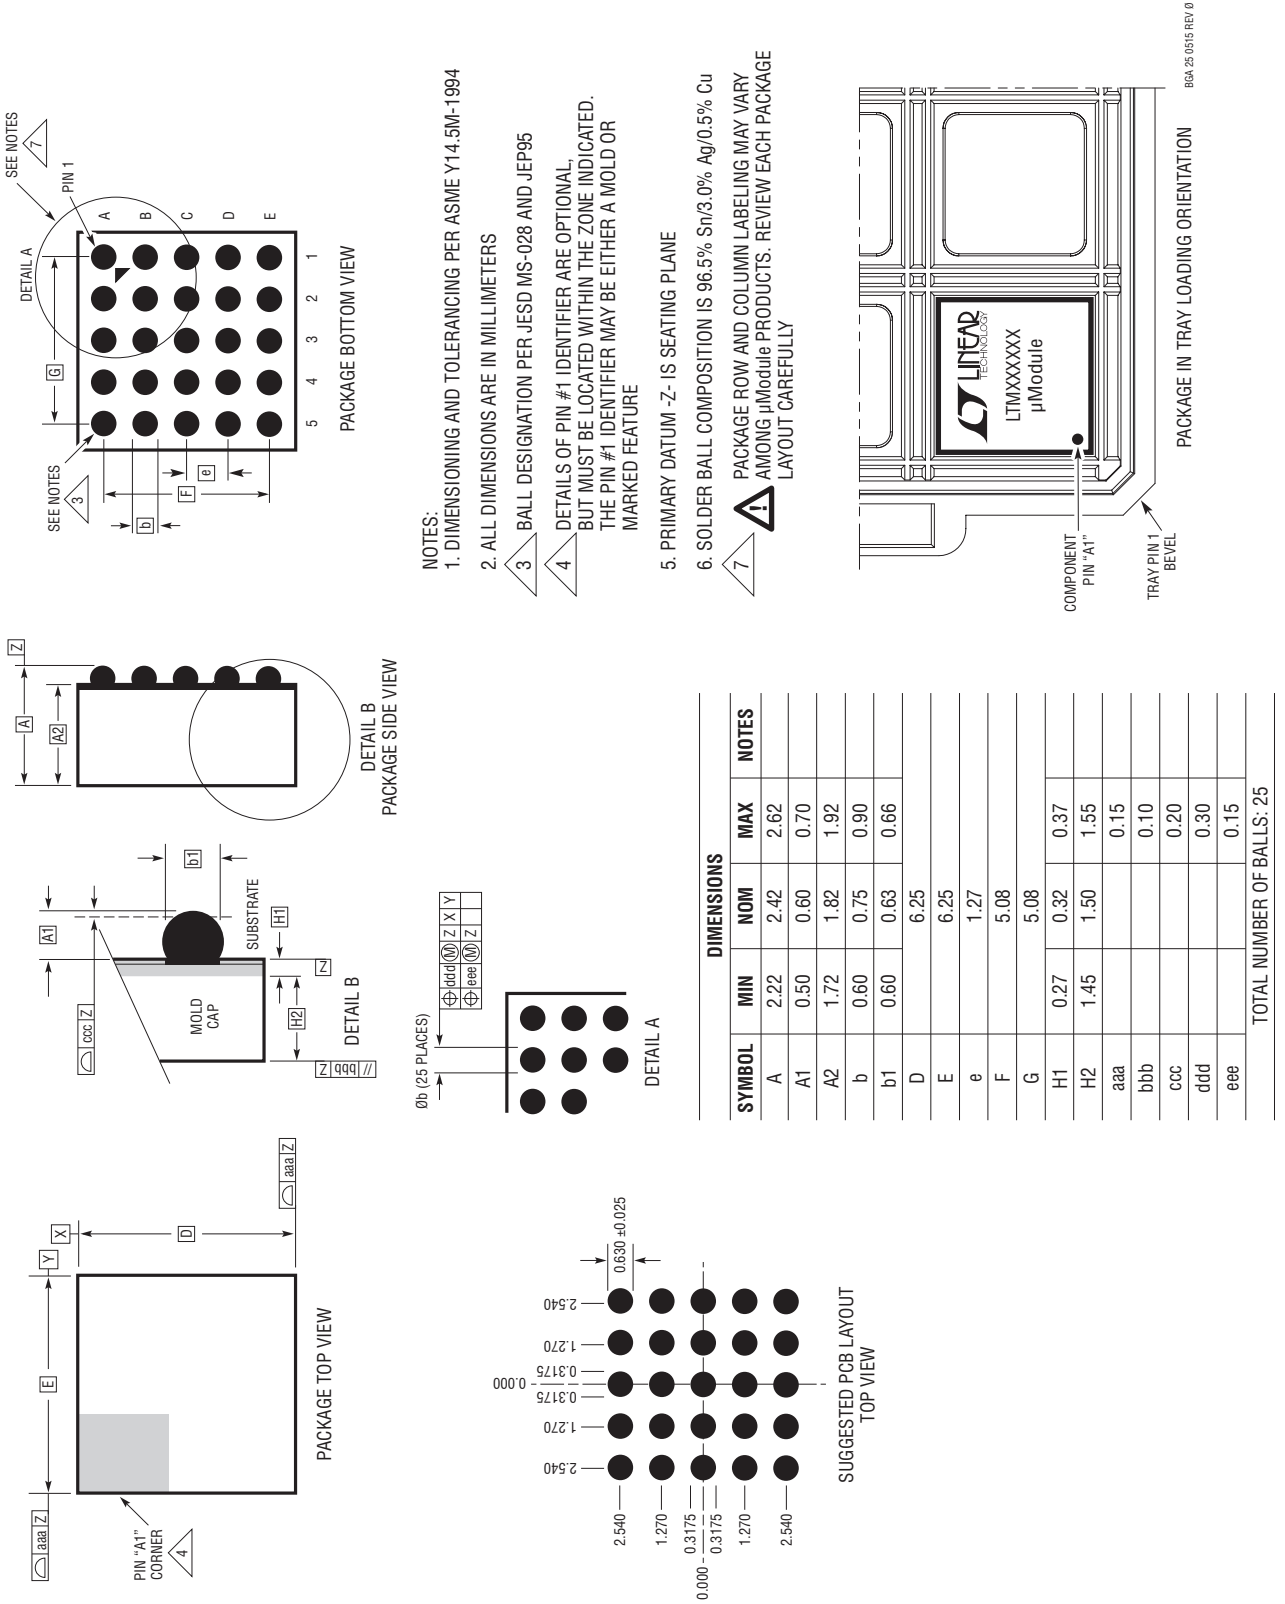 aaa Z
E
Y
X
D
aaa Z
PIN “A1”
CORNER
4
PACKAGE TOP VIEW
ccc Z
A1
b1
MOLD
CAP
SUBSTRATE
H1
Z
H2
// bbb Z
DETAIL B
A
A2
Z
DETAIL B
PACKAGE SIDE VIEW
SEE NOTES
7
DETAIL A
PIN 1
G
SEE NOTES
3
b
F
e
A
B
C
D
E
5 4 3 2 1
PACKAGE BOTTOM VIEW
Øb (25 PLACES)
ddd M Z X Y
eee M Z
DETAIL A
NOTES:
1. DIMENSIONING AND TOLERANCING PER ASME Y14.5M-1994
2. ALL DIMENSIONS ARE IN MILLIMETERS
3 BALL DESIGNATION PER JESD MS-028 AND JEP95
4 DETAILS OF PIN #1 IDENTIFIER ARE OPTIONAL,
BUT MUST BE LOCATED WITHIN THE ZONE INDICATED.
THE PIN #1 IDENTIFIER MAY BE EITHER A MOLD OR
MARKED FEATURE
5. PRIMARY DATUM -Z- IS SEATING PLANE
6. SOLDER BALL COMPOSITION IS 96.5% Sn/3.0% Ag/0.5% Cu
7 ! PACKAGE ROW AND COLUMN LABELING MAY VARY
AMONG µModule PRODUCTS. REVIEW EACH PACKAGE
LAYOUT CAREFULLY
2.540
1.270
0.3175
0.000
0.3175
1.270
2.540
0.630 ±0.025
2.540
1.270
0.3175
0.000
0.3175
1.270
2.540
SUGGESTED PCB LAYOUT
TOP VIEW
DIMENSIONS
SYMBOL MIN NOM MAX NOTES
A 2.22 2.42 2.62
A1 0.50 0.60 0.70
A2 1.72 1.82 1.92
b 0.60 0.75 0.90
b1 0.60 0.63 0.66
D 6.25
E 6.25
e 1.27
F 5.08
G 5.08
H1 0.27 0.32 0.37
H2 1.45 1.50 1.55
aaa 0.15
bbb 0.10
ccc 0.20
ddd 0.30
eee 0.15
TOTAL NUMBER OF BALLS: 25
LINEAR
TECHNOLOGY
LTMXXXXXX
µModule
COMPONENT
PIN “A1”
TRAY PIN 1
BEVEL
PACKAGE IN TRAY LOADING ORIENTATION
BGA 25 0515 REV Ø